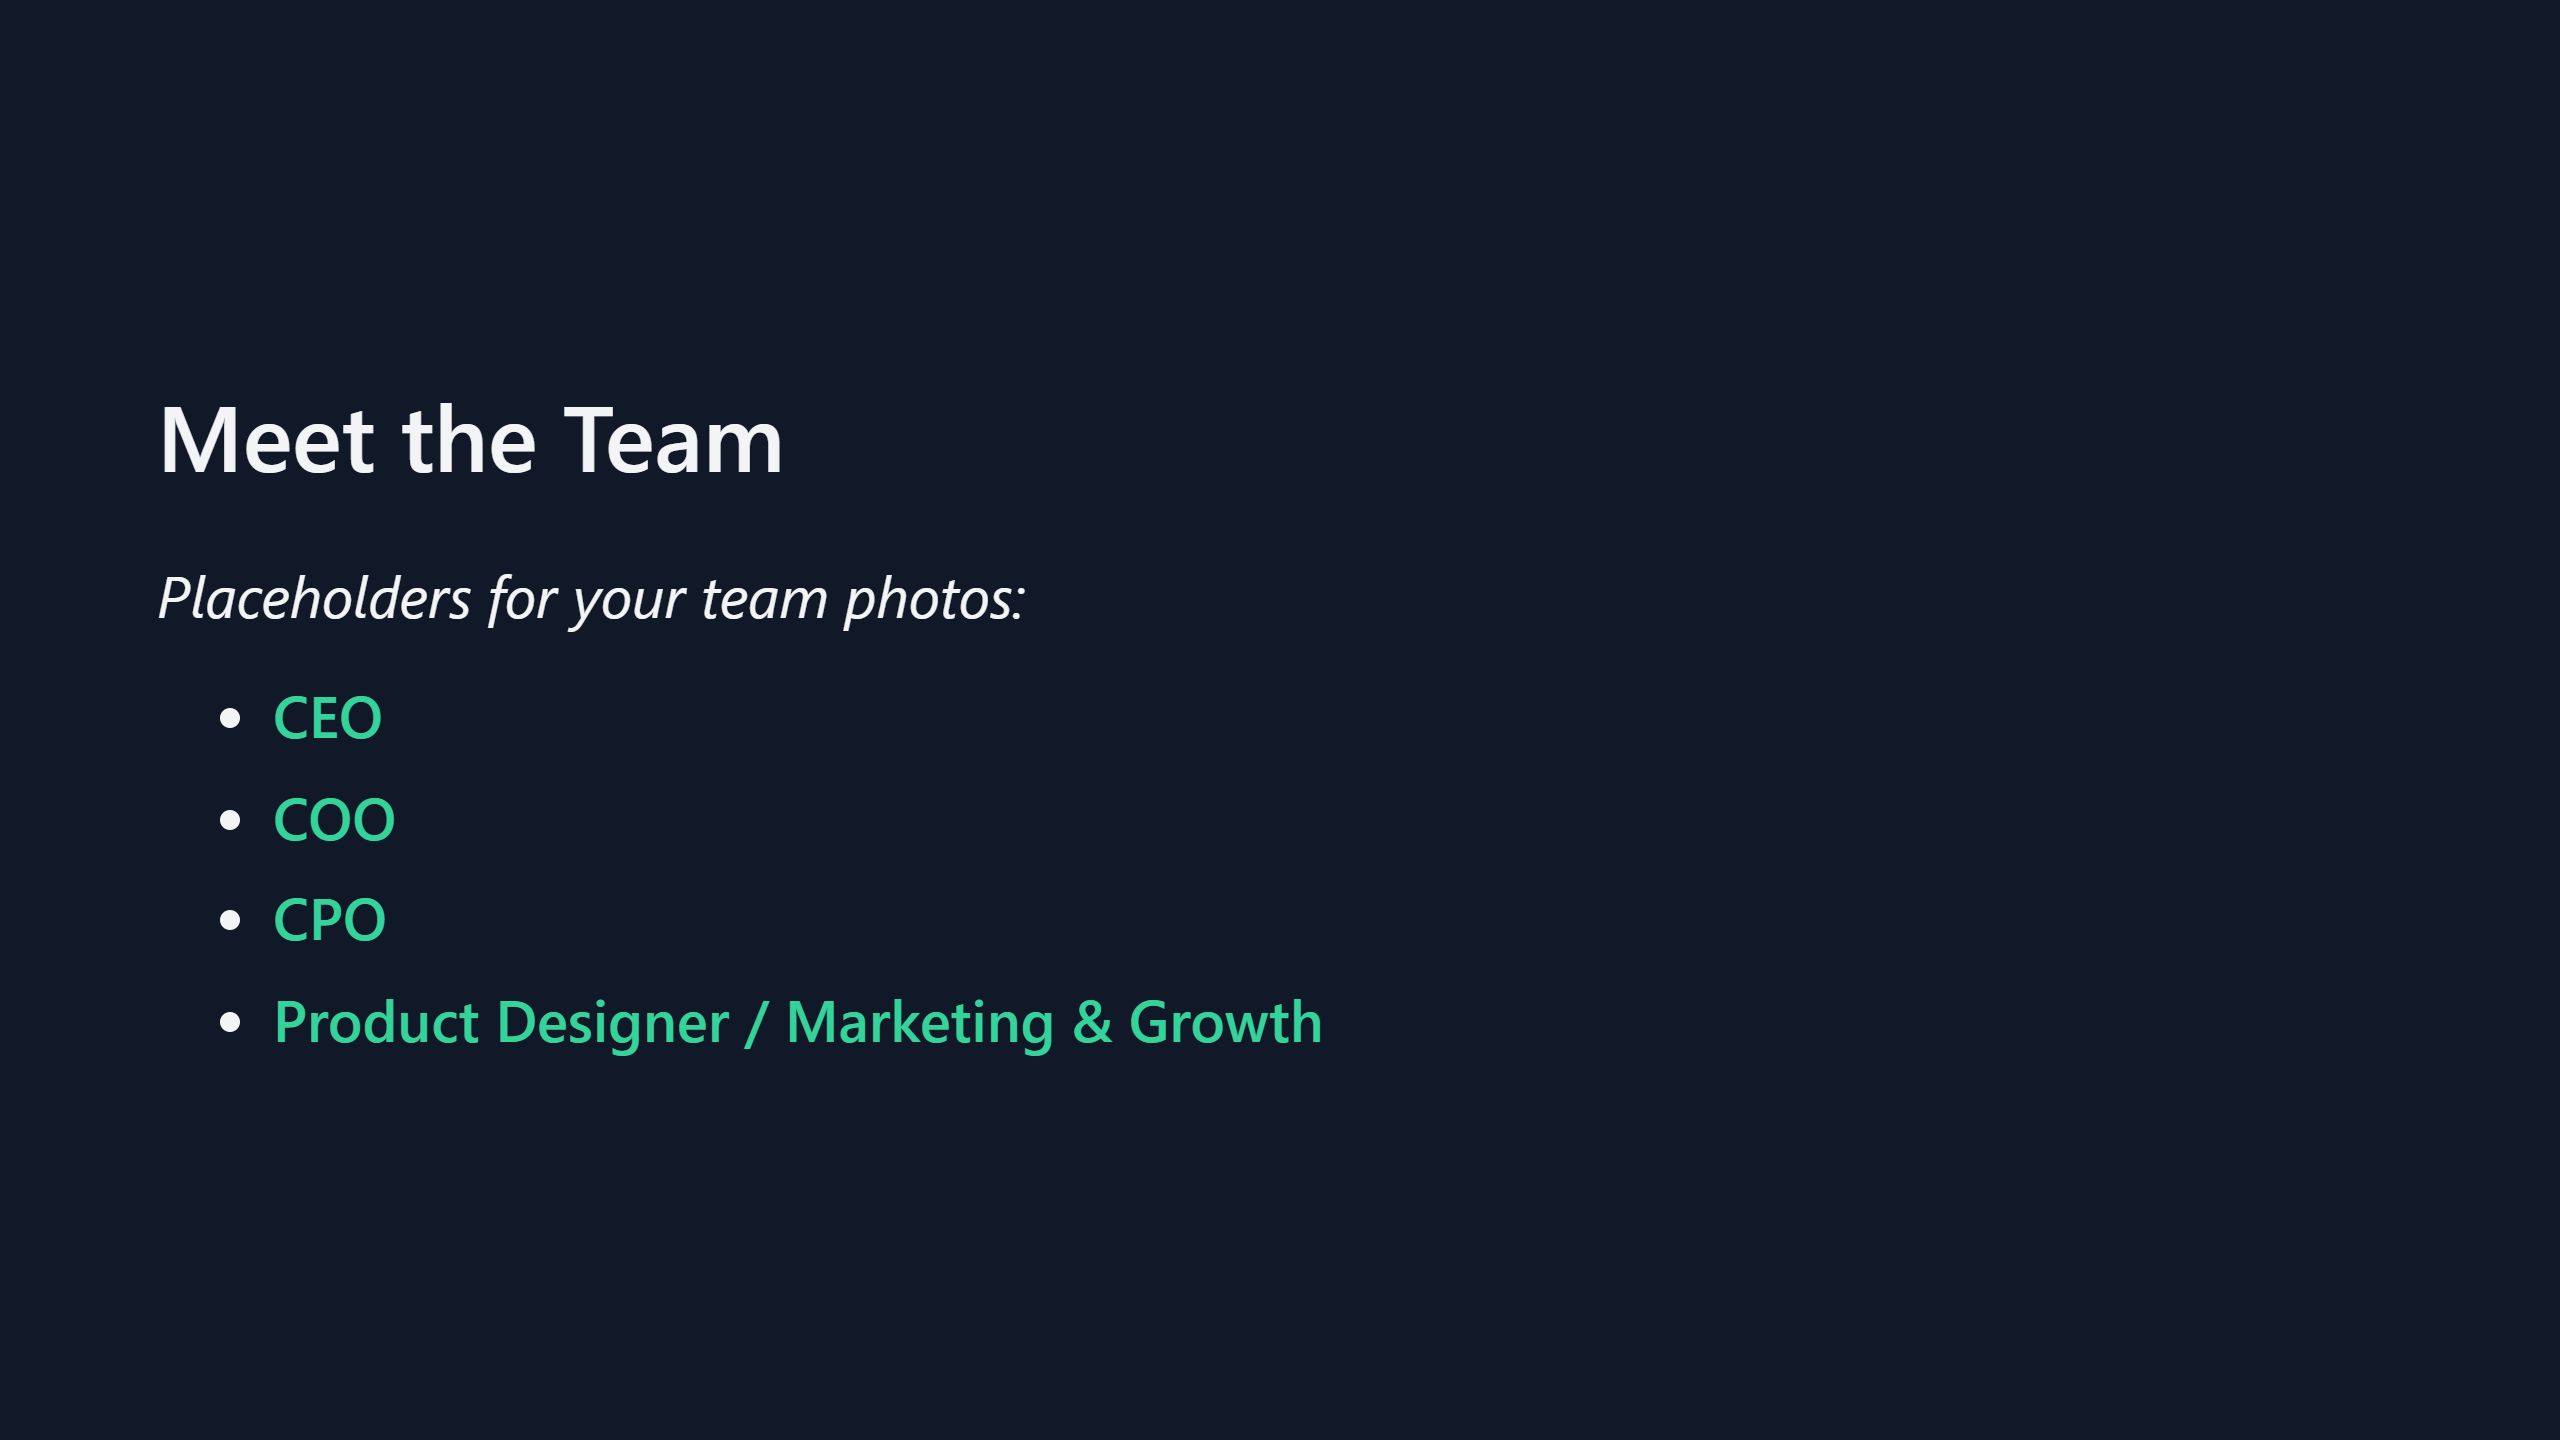 Meet the Team
Placeholders for your team photos:
CEO
COO
CPO
Product Designer / Marketing & Growth